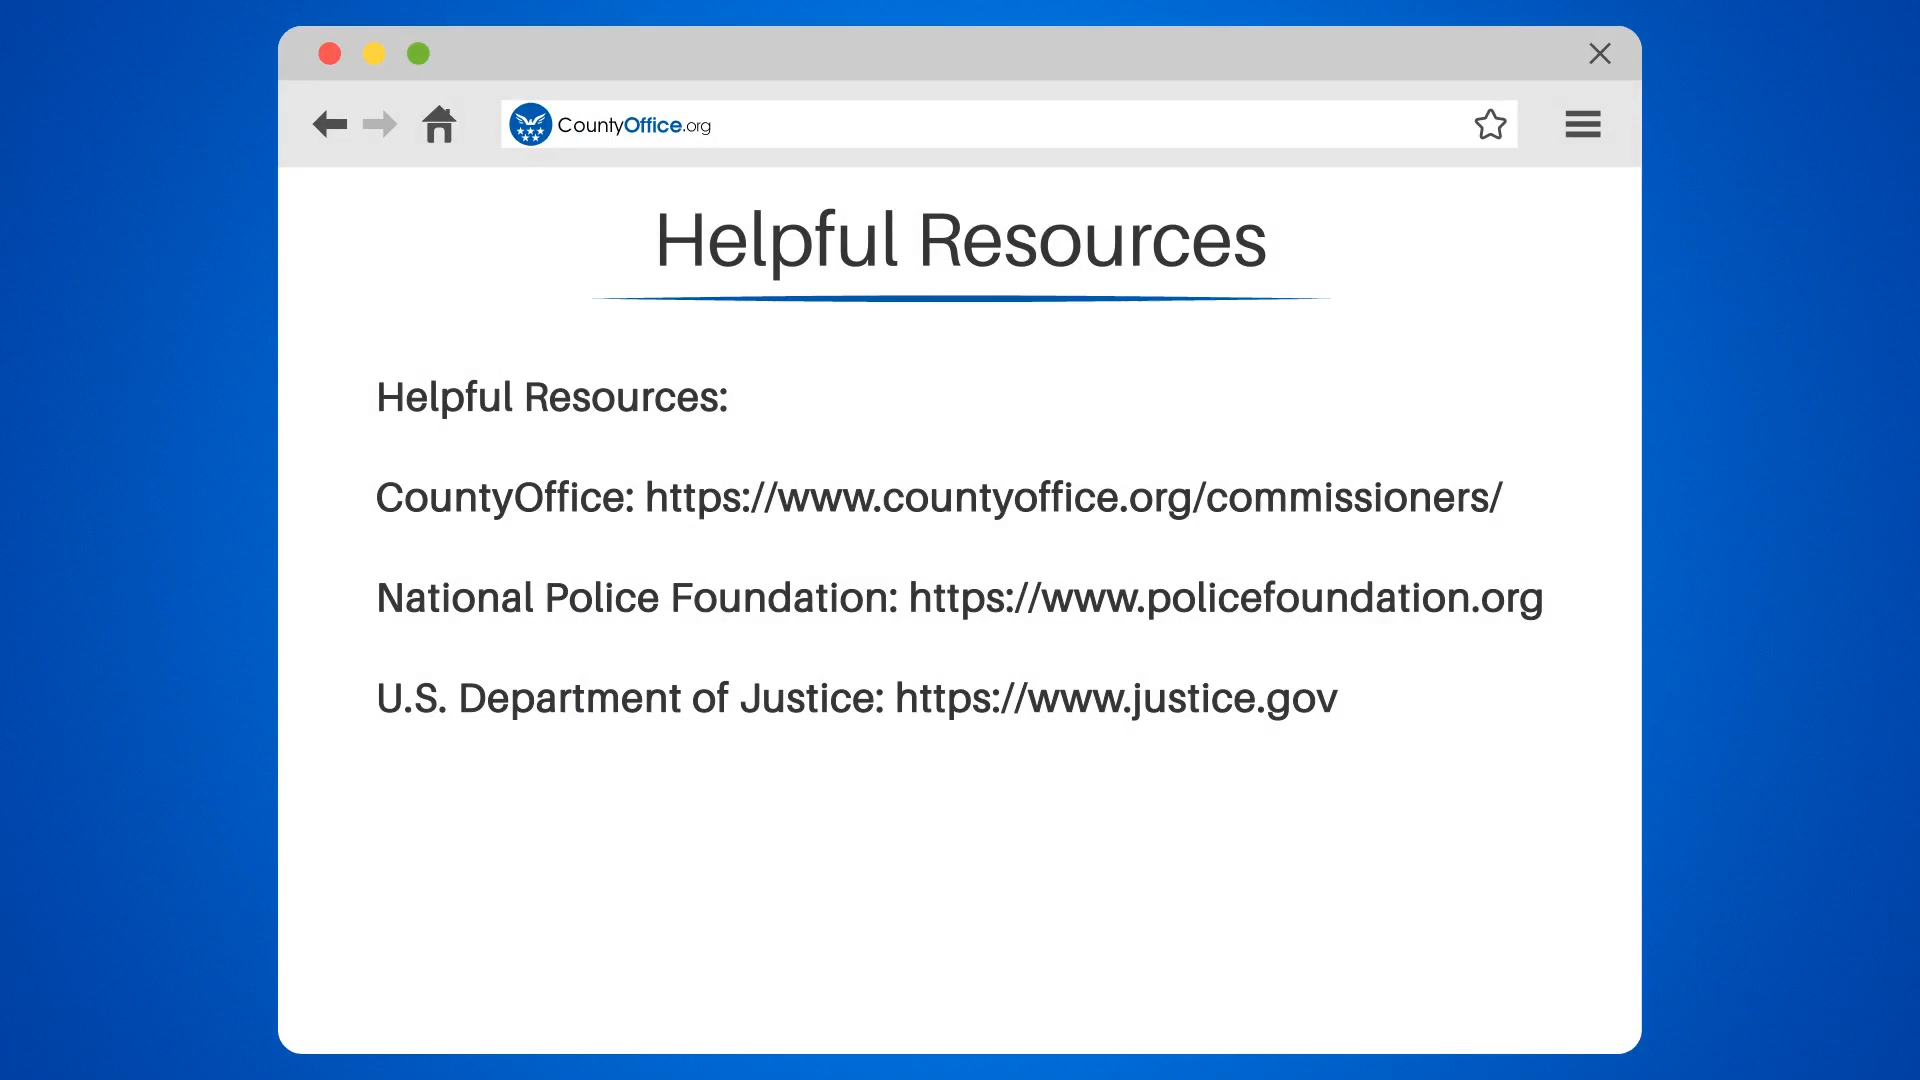 CountyOffice.org
Helpful Resources
Helpful Resources:
CountyOffice: https://www.countyoffice.org/commissioners/
National Police Foundation: https://www.policefoundation.org
U.S. Department of Justice: https://www.justice.gov